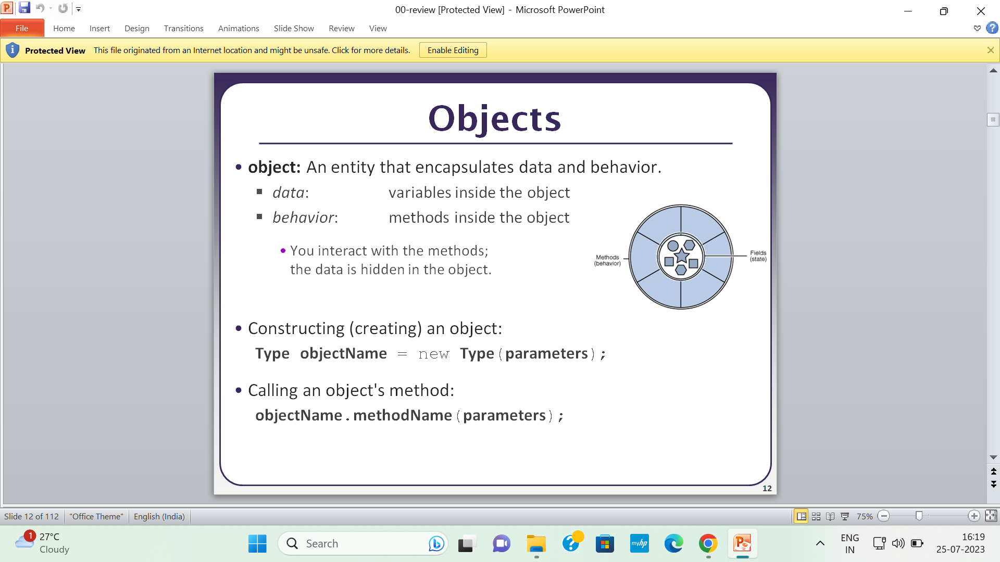 00-review [Protected View] - Microsoft PowerPoint
File Home Insert Design Transitions Animations Slide Show Review View
Protected View This file originated from an Internet location and might be unsafe. Click for more details. Enable Editing
Objects
• object: An entity that encapsulates data and behavior.
▪ data: variables inside the object
▪ behavior: methods inside the object
• You interact with the methods;
the data is hidden in the object.
Methods
(behavior)
Fields
(state)
• Constructing (creating) an object:
Type objectName = new Type(parameters);
• Calling an object's method:
objectName.methodName(parameters);
12
Slide 12 of 112 "Office Theme" English (India) 75%
1
27°C
Cloudy
Search
myhp
ENG
IN
16:19
25-07-2023